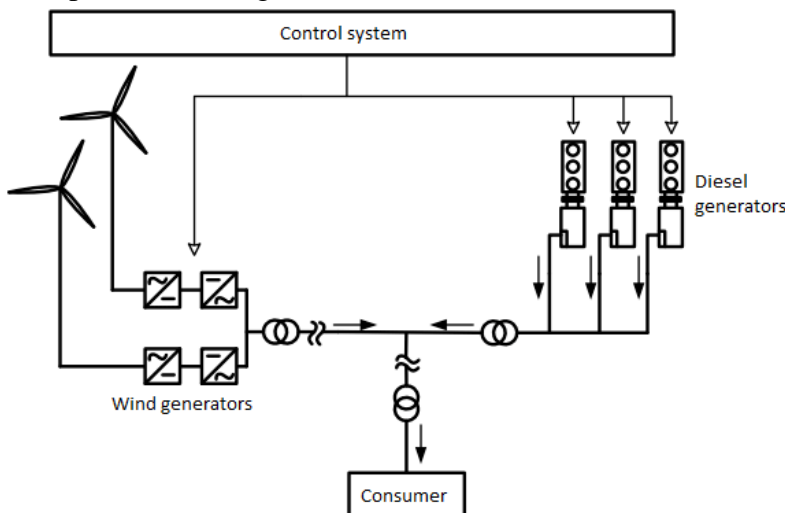 Control system
Diesel
generators
Wind generators
Consumer